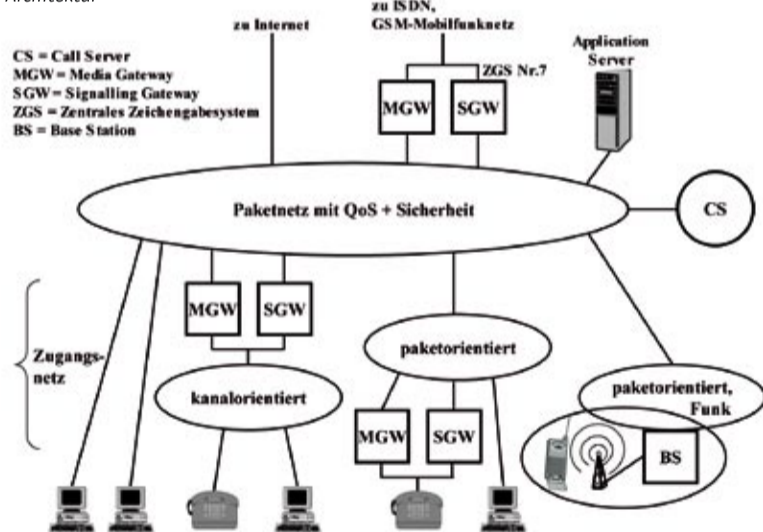 Architektur
zu Internet
zu ISDN,
GSM-Mobilfunknetz
CS = Call Server
MGW = Media Gateway
SGW = Signalling Gateway
ZGS = Zentrales Zeichengabesystem
BS = Base Station
ZGS Nr.7
Application
Server
MGW
SGW
Paketnetz mit QoS + Sicherheit
CS
MGW
SGW
Zugangs-
netz
kanalorientiert
paketorientiert
paketorientiert,
Funk
MGW
SGW
BS